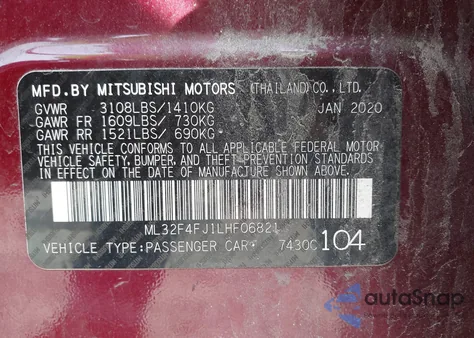 MFD.BY MITSUBISHI MOTORS (THAILAND) CO., LTD.
GVWR 3108LBS/1410KG JAN 2020
GAWR FR 1609LBS/ 730KG
GAWR RR 1521LBS/ 690KG
THIS VEHICLE CONFORMS TO ALL APPLICABLE FEDERAL MOTOR
VEHICLE SAFETY, BUMPER, AND THEFT PREVENTION STANDARDS
IN EFFECT ON THE DATE OF MANUFACTURE SHOWN ABOVE.
ML32F4FJ1LHF06821
VEHICLE TYPE:PASSENGER CAR 7430C 104
autoSnap